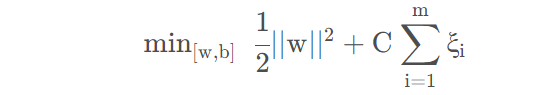 min[w,b] 1/2||w||² + C ∑ᵢ₌₁ᵐ ξᵢ